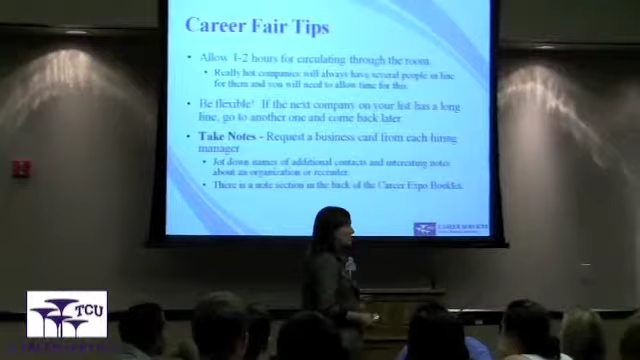 Career Fair Tips
• Allow 1-2 hours for circulating through the room.
• Really hot companies will always have several people in line
for them and you will need to allow time for this.
• Be flexible! If the next company on your list has a long
line, go to another one and come back later.
• Take Notes - Request a business card from each hiring
manager
• Jot down names of additional contacts and interesting notes
about an organization or recruiter.
• There is a note section in the back of the Career Expo Booklet.
CAREER SERVICES
TCU
CAREER SERVICES